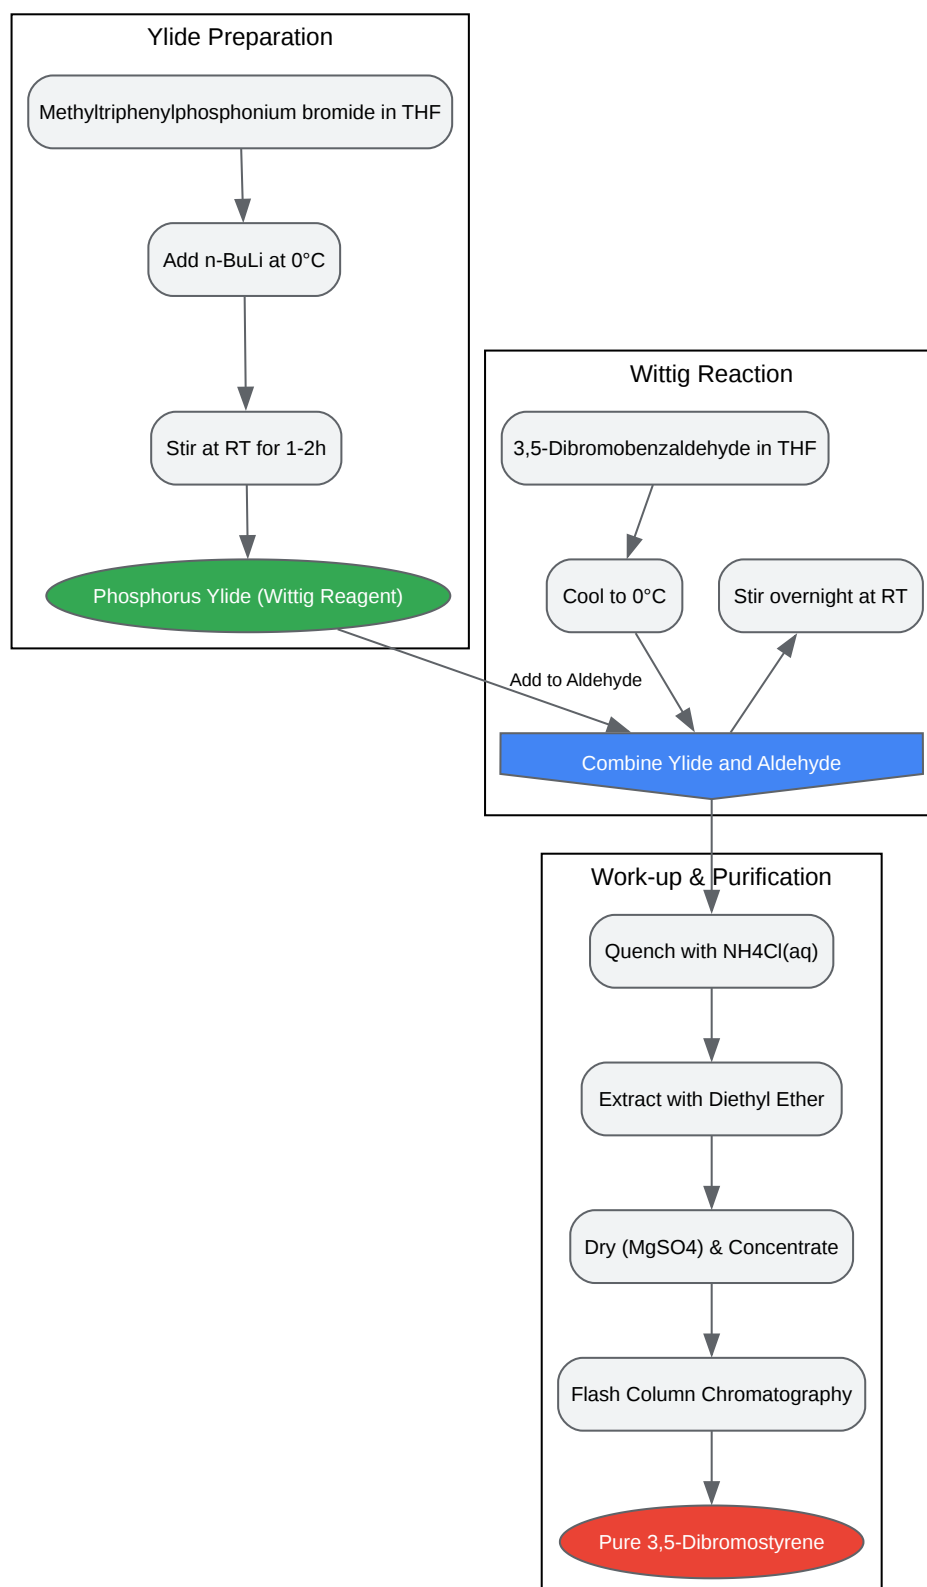 Ylide Preparation
Methyltriphenylphosphonium bromide in THF
Add n-BuLi at 0°C
Stir at RT for 1-2h
Phosphorus Ylide (Wittig Reagent)
Add to Aldehyde
Wittig Reaction
3,5-Dibromobenzaldehyde in THF
Cool to 0°C
Stir overnight at RT
Combine Ylide and Aldehyde
Work-up & Purification
Quench with NH4Cl(aq)
Extract with Diethyl Ether
Dry (MgSO4) & Concentrate
Flash Column Chromatography
Pure 3,5-Dibromostyrene